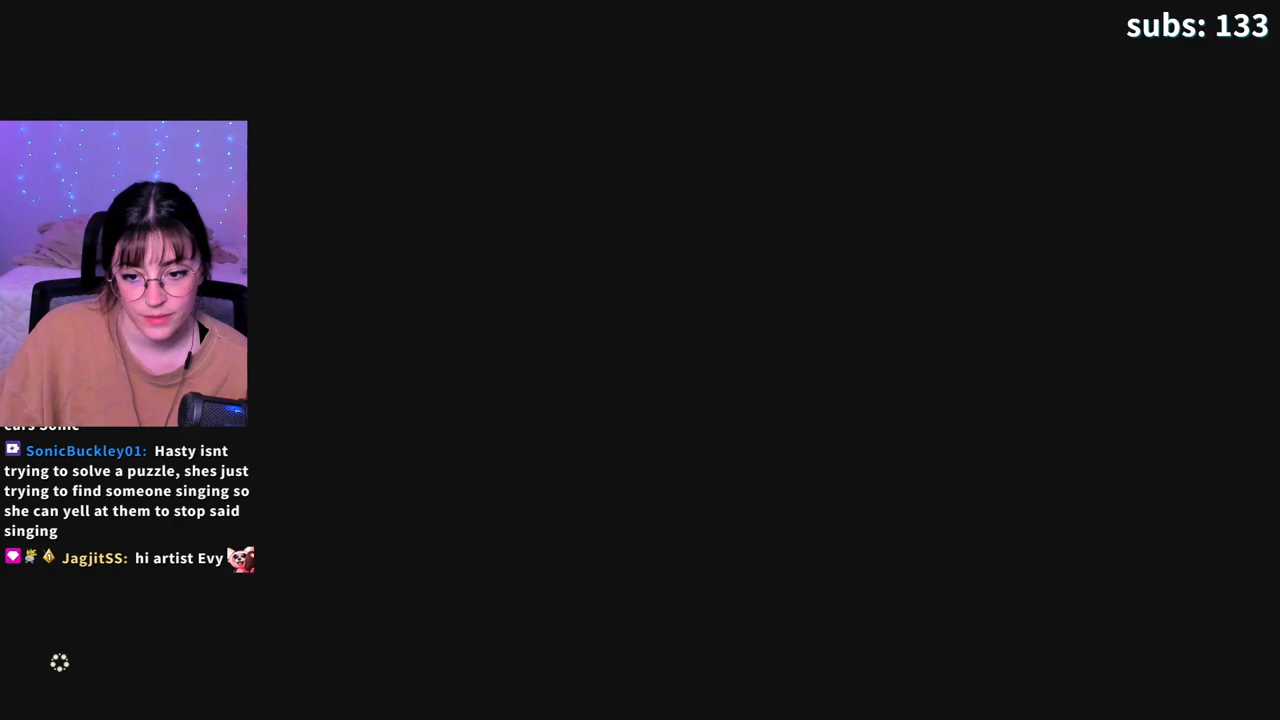 subs: 133
SonicBuckley01: Hasty isnt
trying to solve a puzzle, shes just
trying to find someone singing so
she can yell at them to stop said
singing
JagjitSS: hi artist Evy